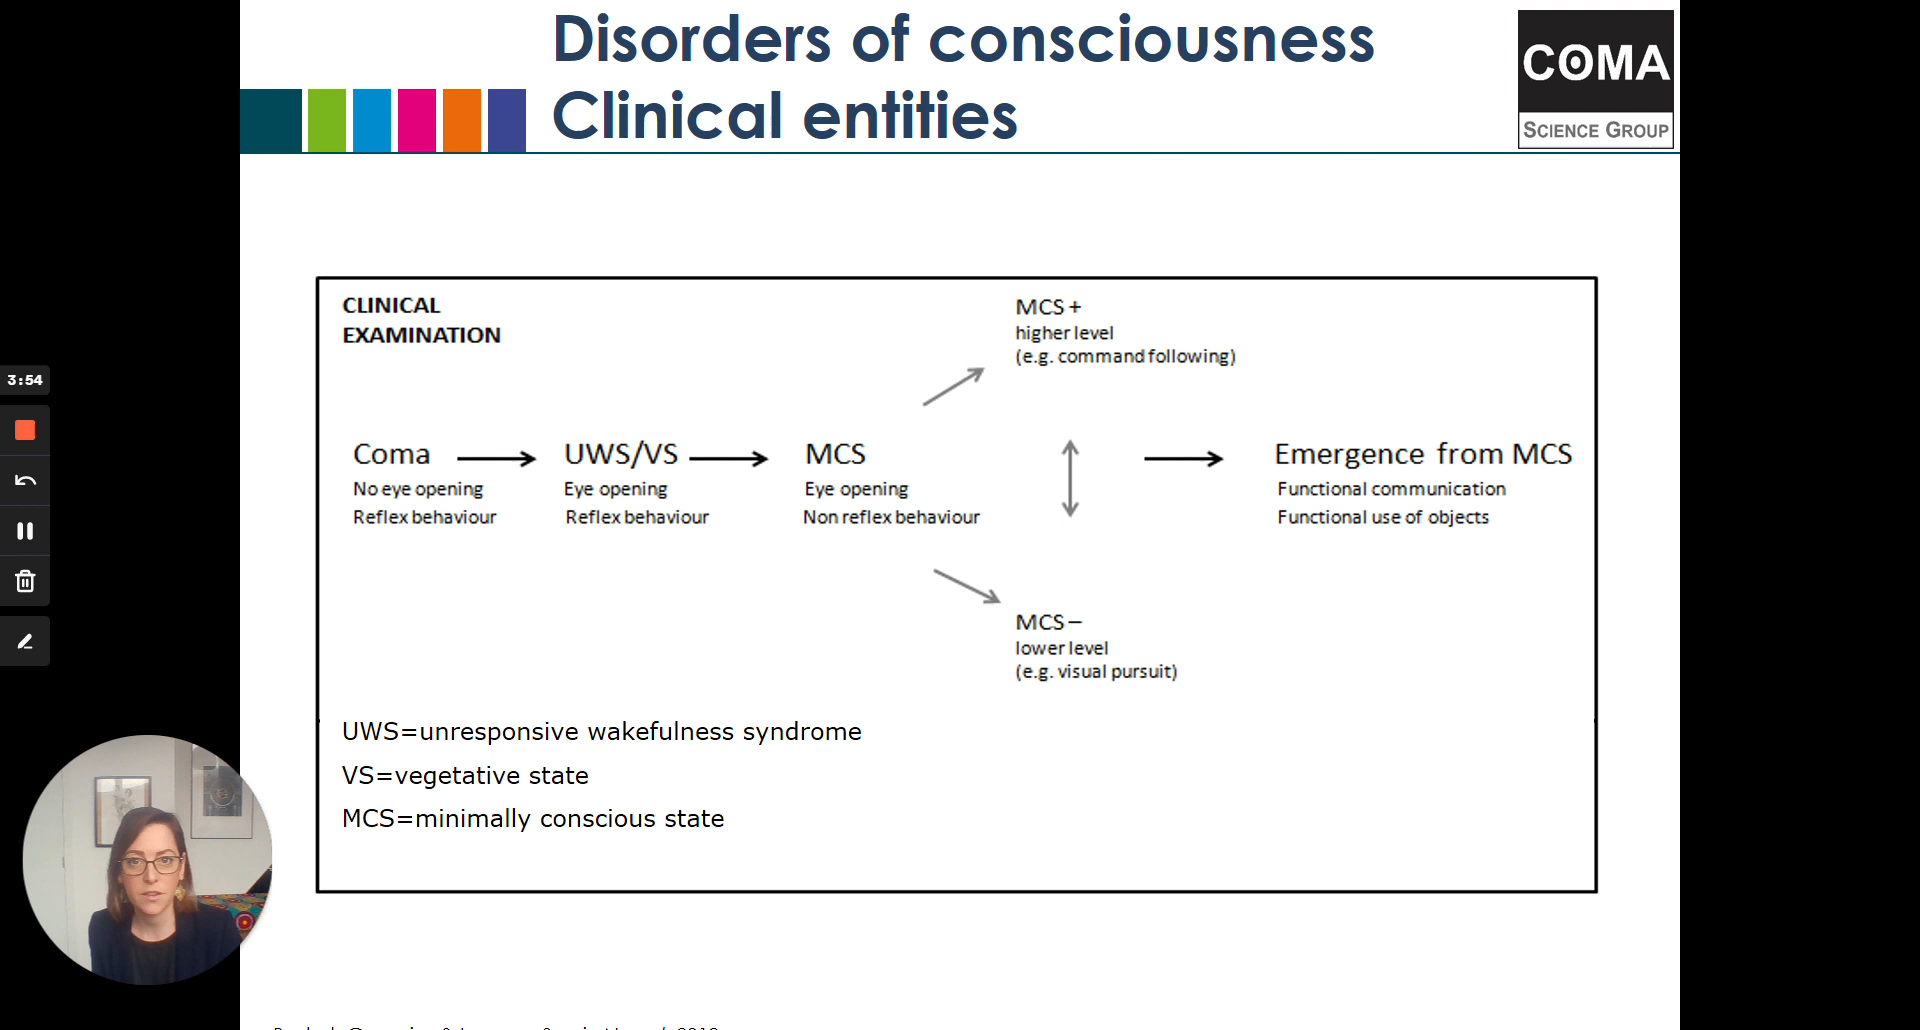 Disorders of consciousness
Clinical entities
COMA
SCIENCE GROUP
CLINICAL
EXAMINATION
MCS +
higher level
(e.g. command following)
3:54
Coma
No eye opening
Reflex behaviour
UWS/VS
Eye opening
Reflex behaviour
MCS
Eye opening
Non reflex behaviour
Emergence from MCS
Functional communication
Functional use of objects
MCS –
lower level
(e.g. visual pursuit)
UWS=unresponsive wakefulness syndrome
VS=vegetative state
MCS=minimally conscious state